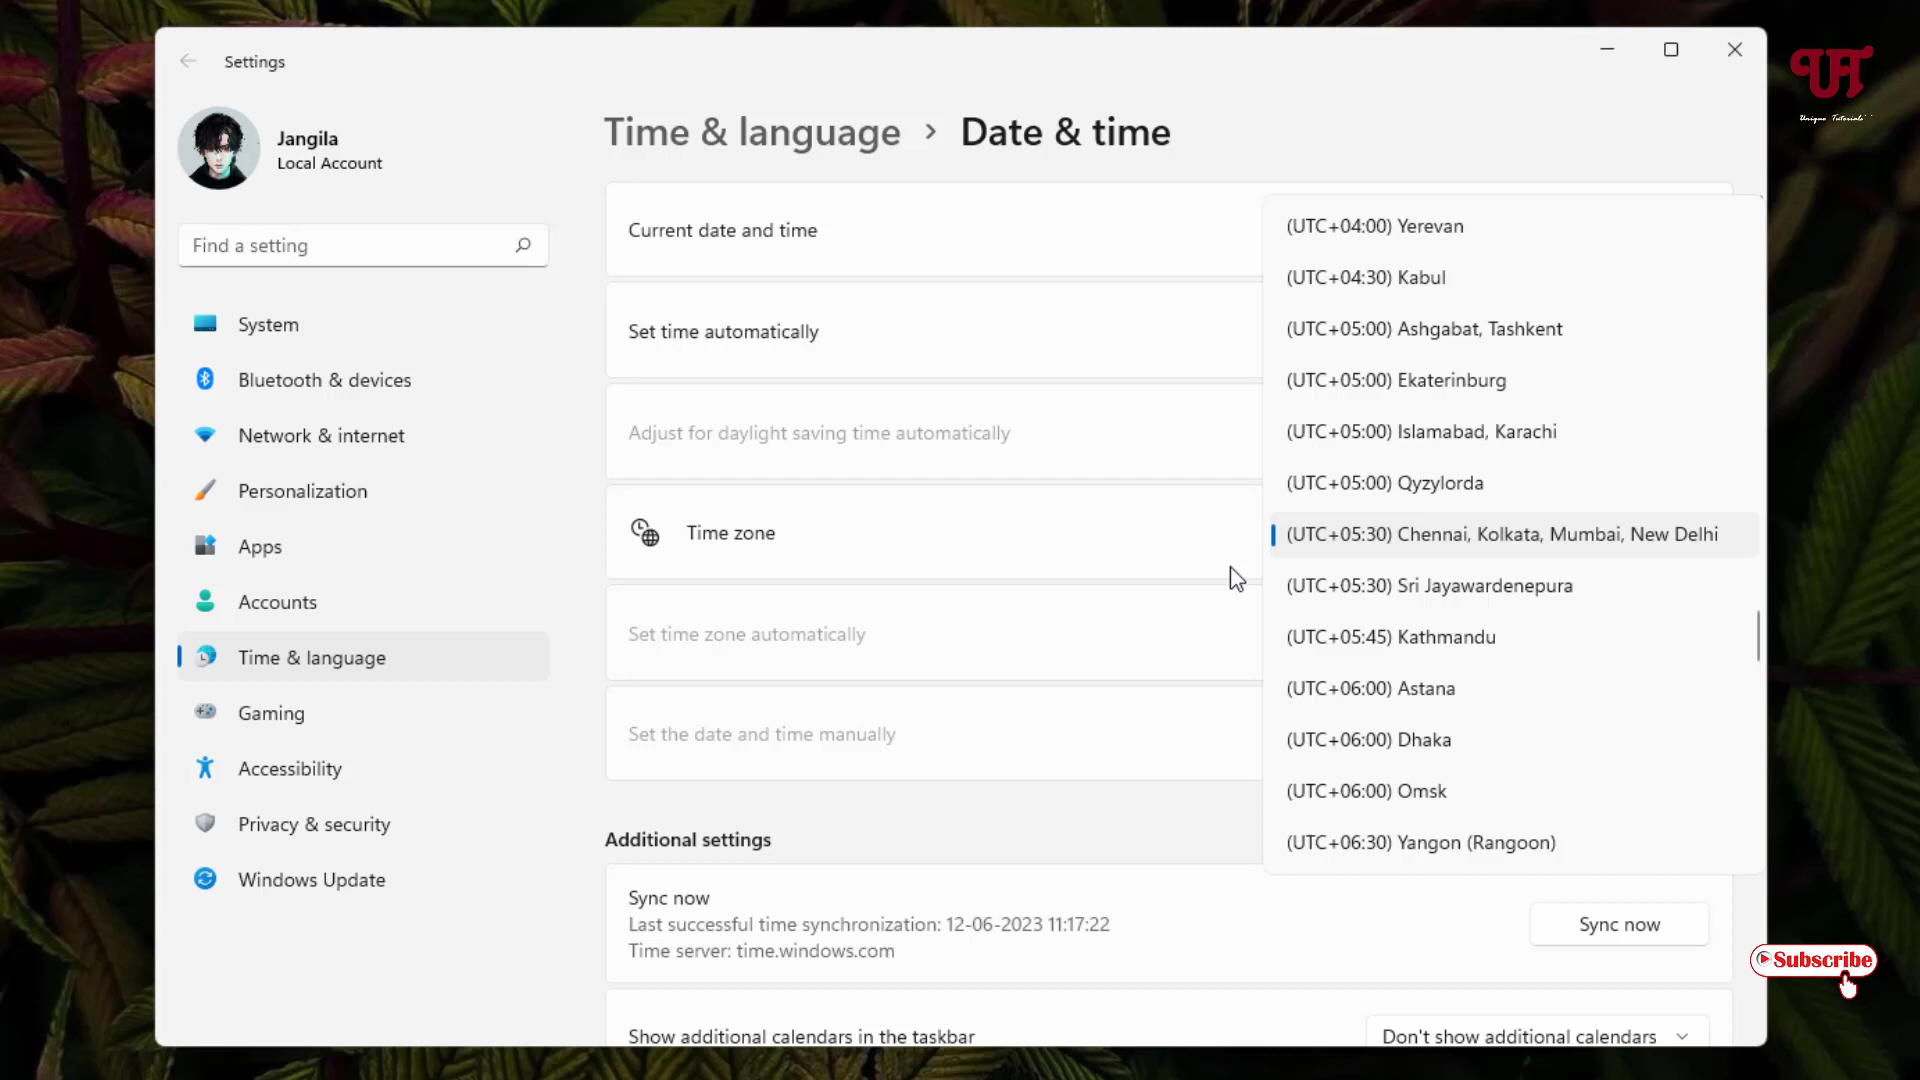 Settings
Jangila
Local Account
Find a setting
System
Bluetooth & devices
Network & internet
Personalization
Apps
Accounts
Time & language
Gaming
Accessibility
Privacy & security
Windows Update
Time & language > Date & time
Current date and time
Set time automatically
Adjust for daylight saving time automatically
Time zone
Set time zone automatically
Set the date and time manually
(UTC+04:00) Yerevan
(UTC+04:30) Kabul
(UTC+05:00) Ashgabat, Tashkent
(UTC+05:00) Ekaterinburg
(UTC+05:00) Islamabad, Karachi
(UTC+05:00) Qyzylorda
(UTC+05:30) Chennai, Kolkata, Mumbai, New Delhi
(UTC+05:30) Sri Jayawardenepura
(UTC+05:45) Kathmandu
(UTC+06:00) Astana
(UTC+06:00) Dhaka
(UTC+06:00) Omsk
(UTC+06:30) Yangon (Rangoon)
Additional settings
Sync now
Last successful time synchronization: 12-06-2023 11:17:22
Time server: time.windows.com
Sync now
Show additional calendars in the taskbar
Don't show additional calendars
UT
Unique Tutorials
Subscribe